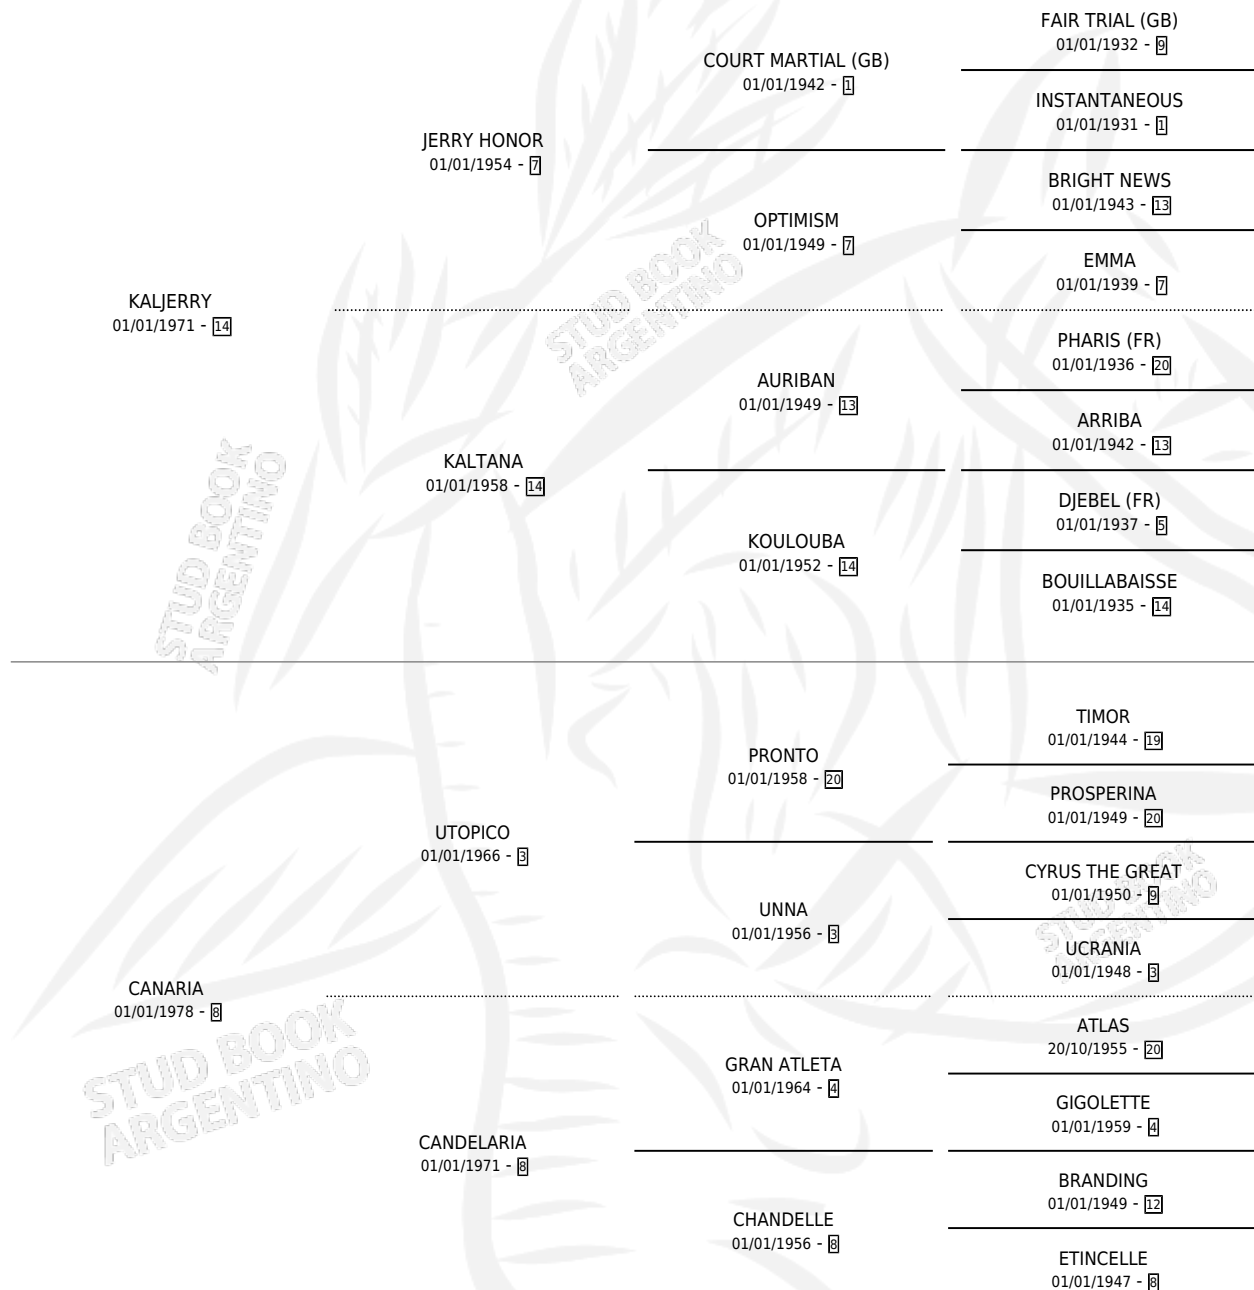 FAIR TRIAL (GB)
01/01/1932 - 9
COURT MARTIAL (GB)
01/01/1942 - 1
INSTANTANEOUS
01/01/1931 - 1
JERRY HONOR
01/01/1954 - 7
BRIGHT NEWS
01/01/1943 - 13
OPTIMISM
01/01/1949 - 7
EMMA
01/01/1939 - 7
KALJERRY
01/01/1971 - 14
PHARIS (FR)
01/01/1936 - 20
AURIBAN
01/01/1949 - 13
ARRIBA
01/01/1942 - 13
KALTANA
01/01/1958 - 14
DJEBEL (FR)
01/01/1937 - 5
KOULOUBA
01/01/1952 - 14
BOUILLABAISSE
01/01/1935 - 14
TIMOR
01/01/1944 - 19
PRONTO
01/01/1958 - 20
PROSPERINA
01/01/1949 - 20
UTOPICO
01/01/1966 - 3
CYRUS THE GREAT
01/01/1950 - 9
UNNA
01/01/1956 - 3
UCRANIA
01/01/1948 - 3
CANARIA
01/01/1978 - 8
ATLAS
20/10/1955 - 20
GRAN ATLETA
01/01/1964 - 4
GIGOLETTE
01/01/1959 - 4
CANDELARIA
01/01/1971 - 8
BRANDING
01/01/1949 - 12
CHANDELLE
01/01/1956 - 8
ETINCELLE
01/01/1947 - 8
STUD BOOK
ARGENTINO
STUD BOOK
ARGENTINO
STUD BOOK
ARGENTINO
STUD BOOK
ARGENTINO